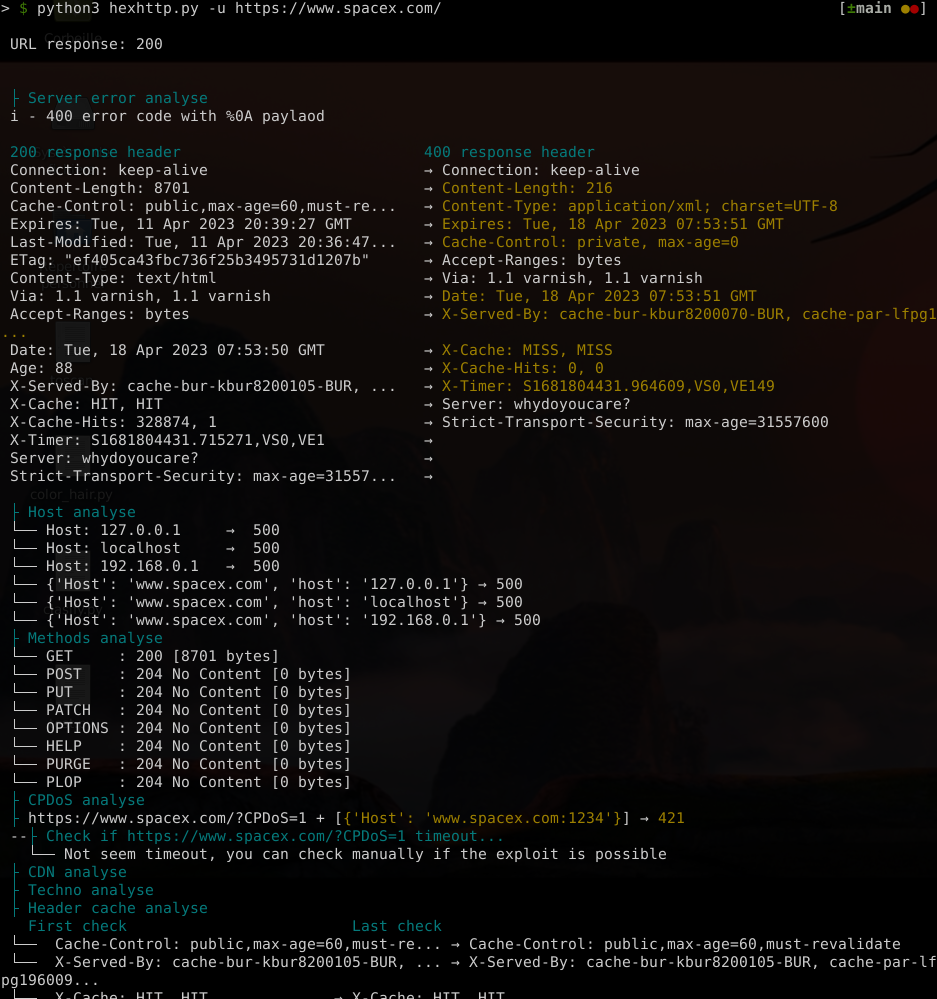 > $ python3 hexhttp.py -u https://www.spacex.com/ [±main ●●]
URL response: 200
├ Server error analyse
i - 400 error code with %0A paylaod
200 response header 400 response header
Connection: keep-alive → Connection: keep-alive
Content-Length: 8701 → Content-Length: 216
Cache-Control: public,max-age=60,must-re... → Content-Type: application/xml; charset=UTF-8
Expires: Tue, 11 Apr 2023 20:39:27 GMT → Expires: Tue, 18 Apr 2023 07:53:51 GMT
Last-Modified: Tue, 11 Apr 2023 20:36:47... → Cache-Control: private, max-age=0
ETag: "ef405ca43fbc736f25b3495731d1207b" → Accept-Ranges: bytes
Content-Type: text/html → Via: 1.1 varnish, 1.1 varnish
Via: 1.1 varnish, 1.1 varnish → Date: Tue, 18 Apr 2023 07:53:51 GMT
Accept-Ranges: bytes → X-Served-By: cache-bur-kbur8200070-BUR, cache-par-lfpg1
...
Date: Tue, 18 Apr 2023 07:53:50 GMT → X-Cache: MISS, MISS
Age: 88 → X-Cache-Hits: 0, 0
X-Served-By: cache-bur-kbur8200105-BUR, ... → X-Timer: S1681804431.964609,VS0,VE149
X-Cache: HIT, HIT → Server: whydoyoucare?
X-Cache-Hits: 328874, 1 → Strict-Transport-Security: max-age=31557600
X-Timer: S1681804431.715271,VS0,VE1 →
Server: whydoyoucare? →
Strict-Transport-Security: max-age=31557... →
color_hair.py
├ Host analyse
└── Host: 127.0.0.1 → 500
└── Host: localhost → 500
└── Host: 192.168.0.1 → 500
└── {'Host': 'www.spacex.com', 'host': '127.0.0.1'} → 500
└── {'Host': 'www.spacex.com', 'host': 'localhost'} → 500
└── {'Host': 'www.spacex.com', 'host': '192.168.0.1'} → 500
├ Methods analyse
└── GET : 200 [8701 bytes]
└── POST : 204 No Content [0 bytes]
└── PUT : 204 No Content [0 bytes]
└── PATCH : 204 No Content [0 bytes]
└── OPTIONS : 204 No Content [0 bytes]
└── HELP : 204 No Content [0 bytes]
└── PURGE : 204 No Content [0 bytes]
└── PLOP : 204 No Content [0 bytes]
├ CPDoS analyse
├ https://www.spacex.com/?CPDoS=1 + [{'Host': 'www.spacex.com:1234'}] → 421
--├ Check if https://www.spacex.com/?CPDoS=1 timeout...
└── Not seem timeout, you can check manually if the exploit is possible
├ CDN analyse
├ Techno analyse
├ Header cache analyse
First check Last check
└── Cache-Control: public,max-age=60,must-re... → Cache-Control: public,max-age=60,must-revalidate
└── X-Served-By: cache-bur-kbur8200105-BUR, ... → X-Served-By: cache-bur-kbur8200105-BUR, cache-par-lf
pg196009...
└── X-Cache: HIT, HIT → X-Cache: HIT, HIT